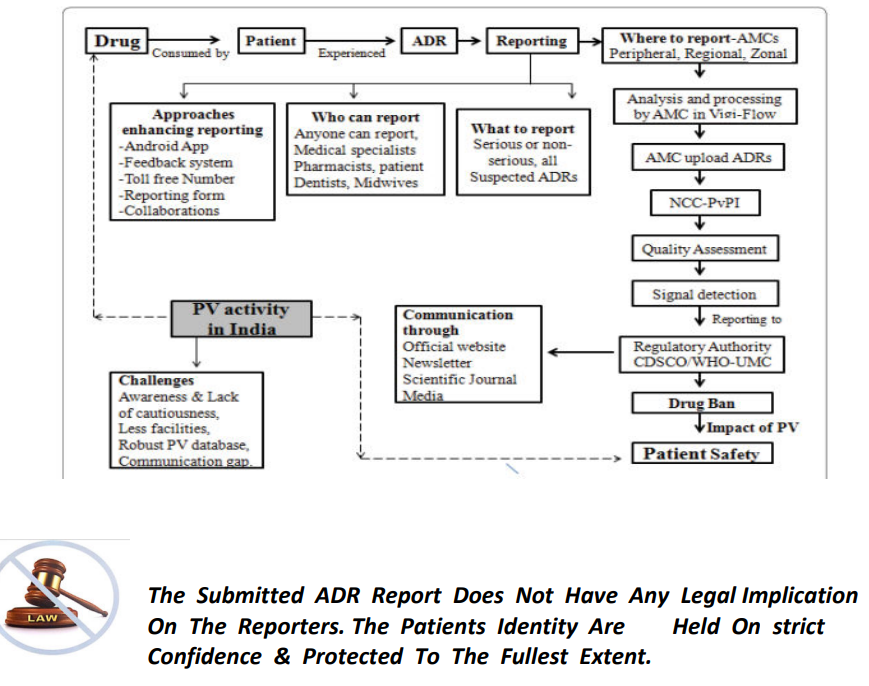 Drug
Consumed by
Patient
Experienced
ADR
Reporting
Where to report-AMCs
Peripheral, Regional, Zonal
Approaches
enhancing reporting
-Android App
-Feedback system
-Toll free Number
-Reporting form
-Collaborations
Who can report
Anyone can report,
Medical specialists
Pharmacists, patient
Dentists, Midwives
What to report
Serious or non-
serious, all
Suspected ADRs
Analysis and processing
by AMC in Vigi-Flow
AMC upload ADRs
NCC-PvPI
Quality Assessment
Signal detection
Reporting to
Regulatory Authority
CDSCO/WHO-UMC
Drug Ban
Impact of PV
Patient Safety
Communication
through
Official website
Newsletter
Scientific Journal
Media
PV activity
in India
Challenges
Awareness & Lack
of cautiousness,
Less facilities,
Robust PV database,
Communication gap.
LAW
The Submitted ADR Report Does Not Have Any Legal Implication
On The Reporters. The Patients Identity Are Held On strict
Confidence & Protected To The Fullest Extent.